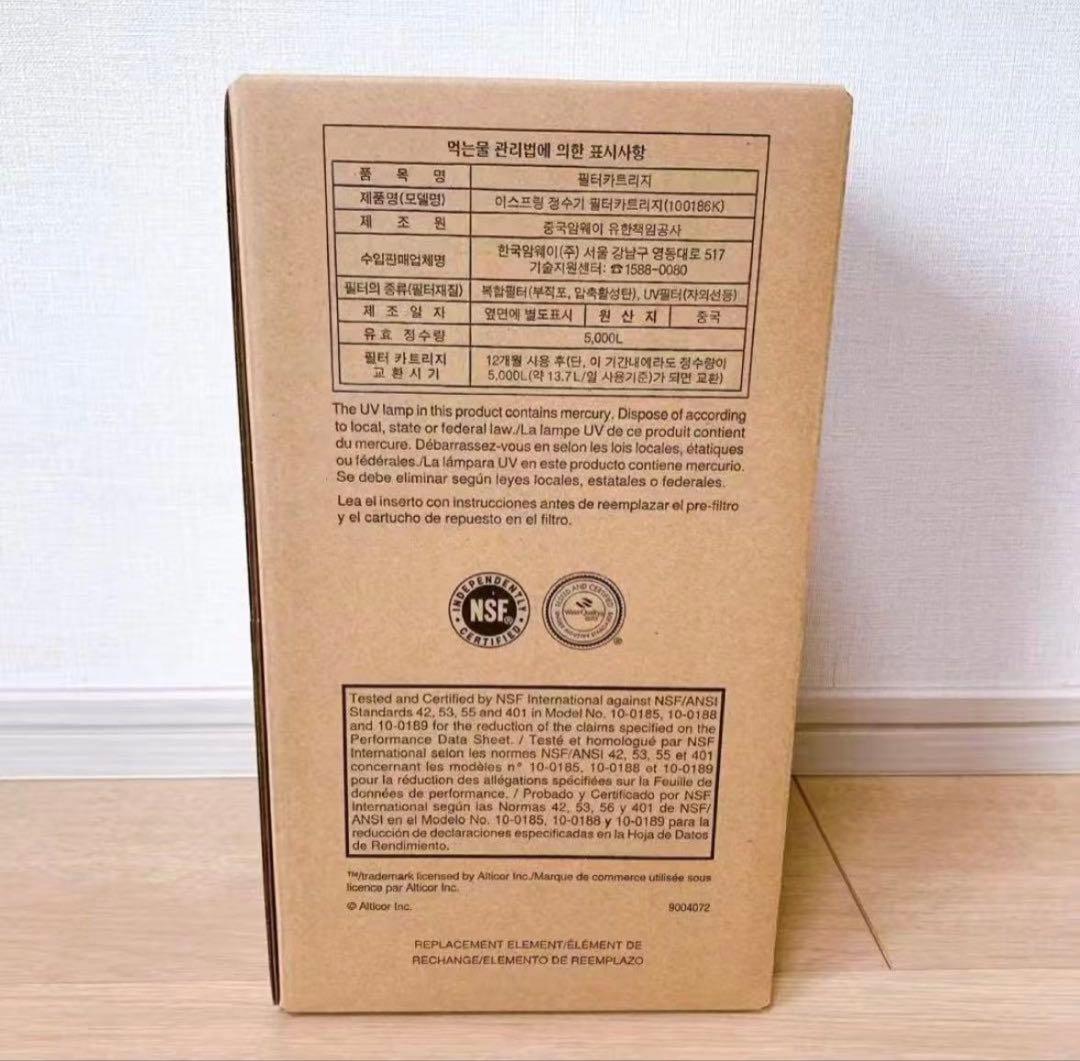 먹는물 관리법에 의한 표시사항
품 목 명 필터카트리지
제품명(모델명) 이스프링 정수기 필터카트리지(100186K)
제 조 원 중국암웨이 유한책임공사
수입판매업체명 한국암웨이(주) 서울 강남구 영동대로 517
기술지원센터: ☎1588-0080
필터의 종류(필터재질) 복합필터(부직포, 압축활성탄), UV필터(자외선등)
제 조 일 자 옆면에 별도표시 원 산 지 중국
유효 정수량 5,000L
필터 카트리지
교 환 시 기
12개월 사용 후(단, 이 기간내에라도 정수량이
5,000L(약 13.7L/일 사용기준)가 되면 교환)
The UV lamp in this product contains mercury. Dispose of according
to local, state or federal law./La lampe UV de ce produit contient
du mercure. Débarrassez-vous en selon les lois locales, étatiques
ou fédérales./La lámpara UV en este producto contiene mercurio.
Se debe eliminar según leyes locales, estatales o federales.
Lea el inserto con instrucciones antes de reemplazar el pre-filtro
y el cartucho de repuesto en el filtro.
INDEPENDENTLY
NSF®
CERTIFIED
TESTED AND CERTIFIED
Water Quality
Tested and Certified by NSF International against NSF/ANSI
Standards 42, 53, 55 and 401 in Model No. 10-0185, 10-0188
and 10-0189 for the reduction of the claims specified on the
Performance Data Sheet. / Testé et homologué par NSF
International selon les normes NSF/ANSI 42, 53, 55 et 401
concernant les modèles n° 10-0185, 10-0188 et 10-0189
pour la réduction des allégations spécifiées sur la Feuille de
données de performance. / Probado y Certificado por NSF
International según las Normas 42, 53, 56 y 401 de NSF/
ANSI en el Modelo No. 10-0185, 10-0188 y 10-0189 para la
reducción de declaraciones especificadas en la Hoja de Datos
de Rendimiento.
™/trademark licensed by Alticor Inc./Marque de commerce utilisée sous
licence par Alticor Inc.
© Alticor Inc. 9004072
REPLACEMENT ELEMENT/ÉLÉMENT DE
RECHANGE/ELEMENTO DE REEMPLAZO